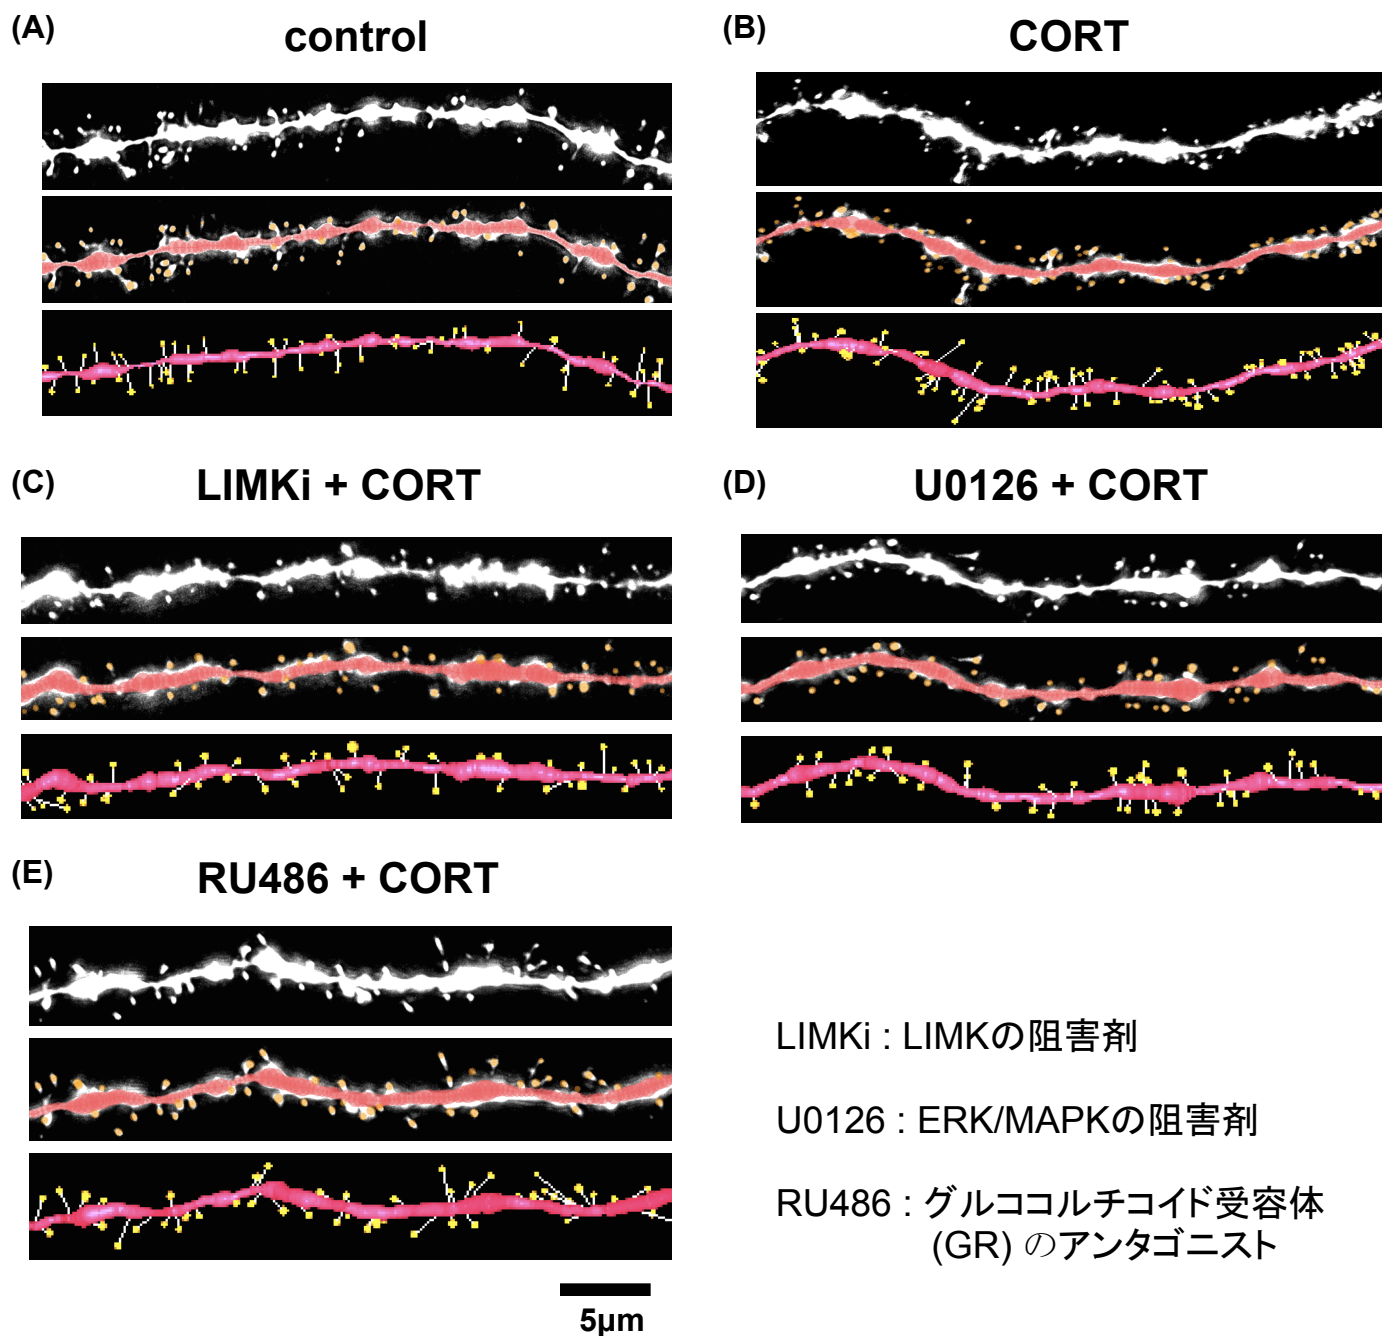 (A)
control
(B)
CORT
(C)
LIMKi + CORT
(D)
U0126 + CORT
(E)
RU486 + CORT
LIMKi : LIMKの阻害剤
U0126 : ERK/MAPKの阻害剤
RU486 : グルココルチコイド受容体
(GR) のアンタゴニスト
5µm